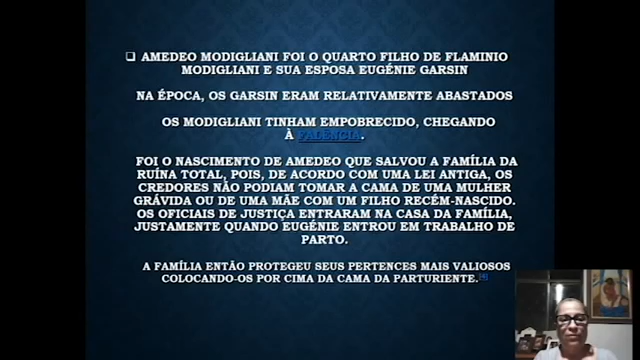 ❑ AMEDEO MODIGLIANI FOI O QUARTO FILHO DE FLAMINIO
MODIGLIANI E SUA ESPOSA EUGÉNIE GARSIN
NA ÉPOCA, OS GARSIN ERAM RELATIVAMENTE ABASTADOS
OS MODIGLIANI TINHAM EMPOBRECIDO, CHEGANDO
À FALÊNCIA.
FOI O NASCIMENTO DE AMEDEO QUE SALVOU A FAMÍLIA DA
RUÍNA TOTAL, POIS, DE ACORDO COM UMA LEI ANTIGA, OS
CREDORES NÃO PODIAM TOMAR A CAMA DE UMA MULHER
GRÁVIDA OU DE UMA MÃE COM UM FILHO RECÉM-NASCIDO.
OS OFICIAIS DE JUSTIÇA ENTRARAM NA CASA DA FAMÍLIA,
JUSTAMENTE QUANDO EUGÉNIE ENTROU EM TRABALHO DE
PARTO.
A FAMÍLIA ENTÃO PROTEGEU SEUS PERTENCES MAIS VALIOSOS
COLOCANDO-OS POR CIMA DA CAMA DA PARTURIENTE.[4]